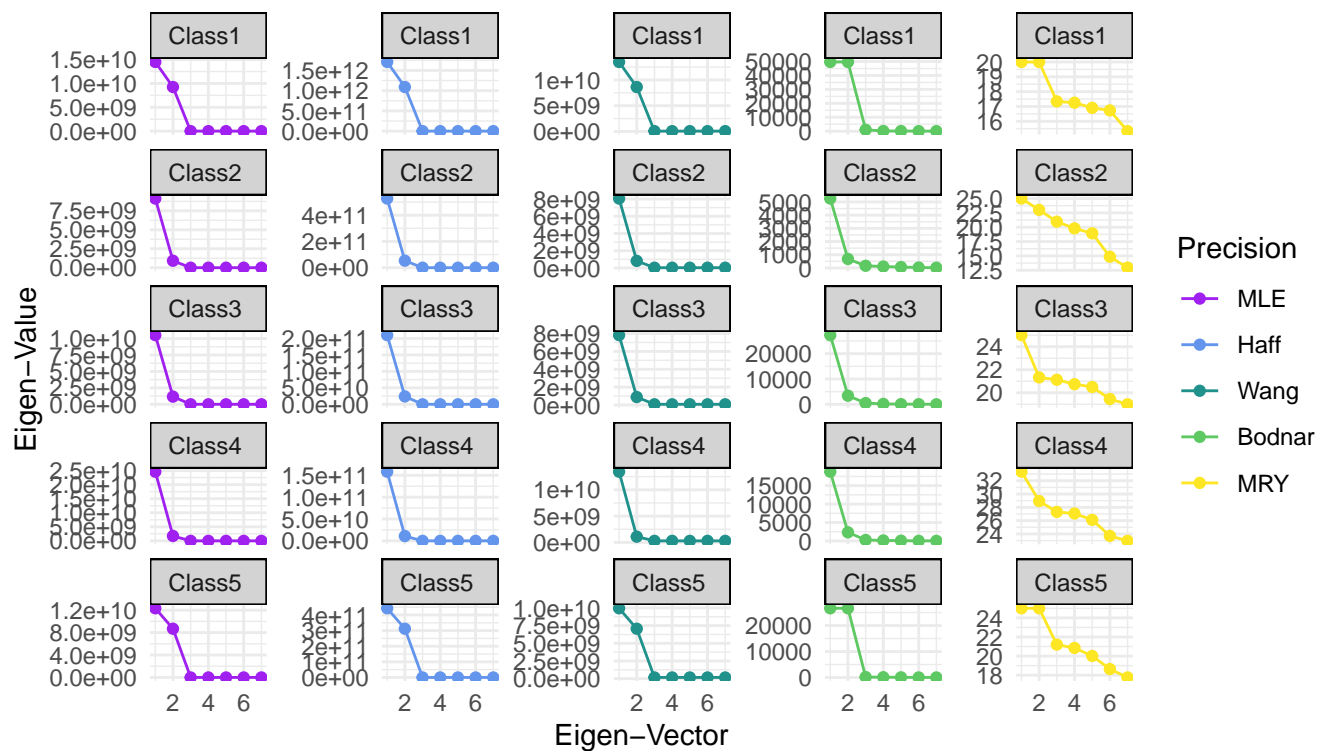 Class1 Class1 Class1 Class1 Class1
1.5e+10 1.0e+10 5.0e+09 0.0e+00
1.5e+12 1.0e+12 5.0e+11 0.0e+00
1e+10 5e+09 0e+00
50000 40000 30000 20000 10000 0
20 19 18 17 16
Class2 Class2 Class2 Class2 Class2
7.5e+09 5.0e+09 2.5e+09 0.0e+00
4e+11 2e+11 0e+00
8e+09 6e+09 4e+09 2e+09 0e+00
5000 4000 3000 2000 1000 0
25.0 22.5 20.0 17.5 15.0 12.5
Class3 Class3 Class3 Class3 Class3
1.0e+10 7.5e+09 5.0e+09 2.5e+09 0.0e+00
2.0e+11 1.5e+11 1.0e+11 5.0e+10 0.0e+00
8e+09 6e+09 4e+09 2e+09 0e+00
20000 10000 0
24 22 20
Class4 Class4 Class4 Class4 Class4
2.5e+10 2.0e+10 1.5e+10 1.0e+10 5.0e+09 0.0e+00
1.5e+11 1.0e+11 5.0e+10 0.0e+00
1e+10 5e+09 0e+00
15000 10000 5000 0
32 30 28 26 24
Class5 Class5 Class5 Class5 Class5
1.2e+10 8.0e+09 4.0e+09 0.0e+00
4e+11 3e+11 2e+11 1e+11 0e+00
1.0e+10 7.5e+09 5.0e+09 2.5e+09 0.0e+00
20000 10000 0
24 22 20 18
2 4 6 2 4 6 2 4 6 2 4 6 2 4 6
Eigen−Vector
Eigen−Value
Precision
MLE
Haff
Wang
Bodnar
MRY